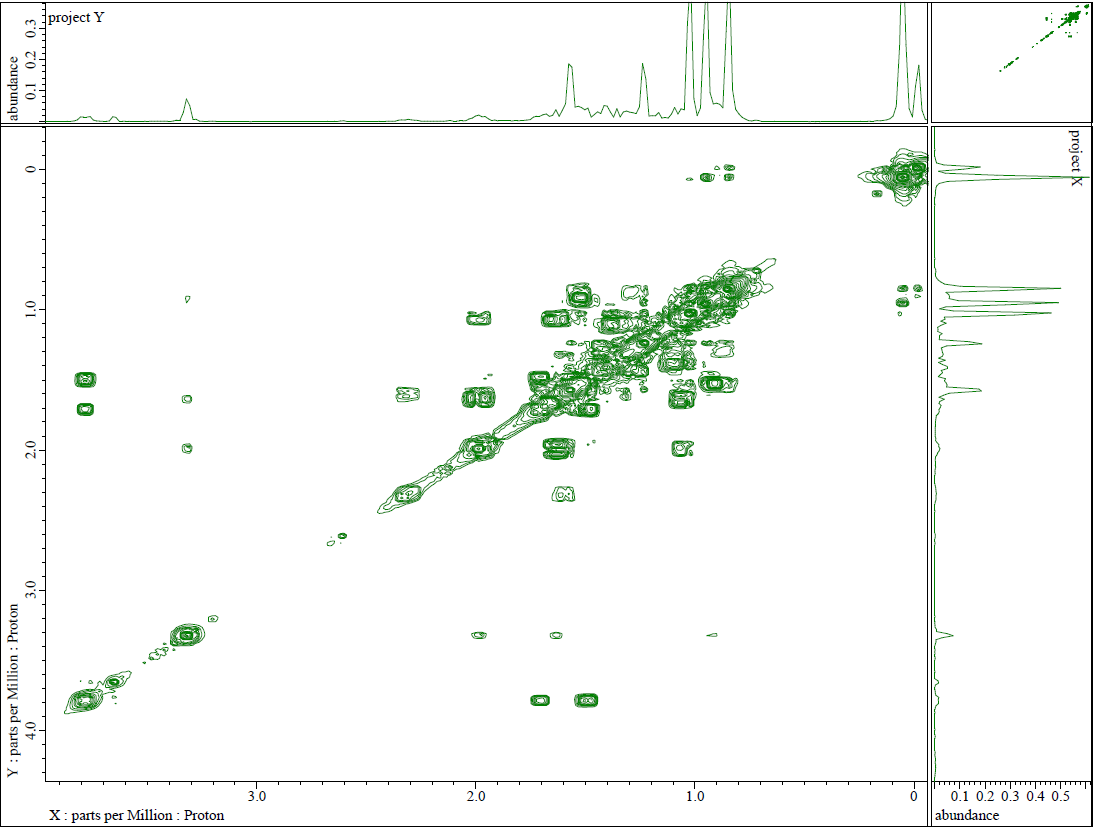 project Y
abundance
0.1 0.2 0.3
project X
0
1.0
2.0
3.0
4.0
Y : parts per Million : Proton
3.0 2.0 1.0 0
X : parts per Million : Proton
0.1 0.2 0.3 0.4 0.5
abundance